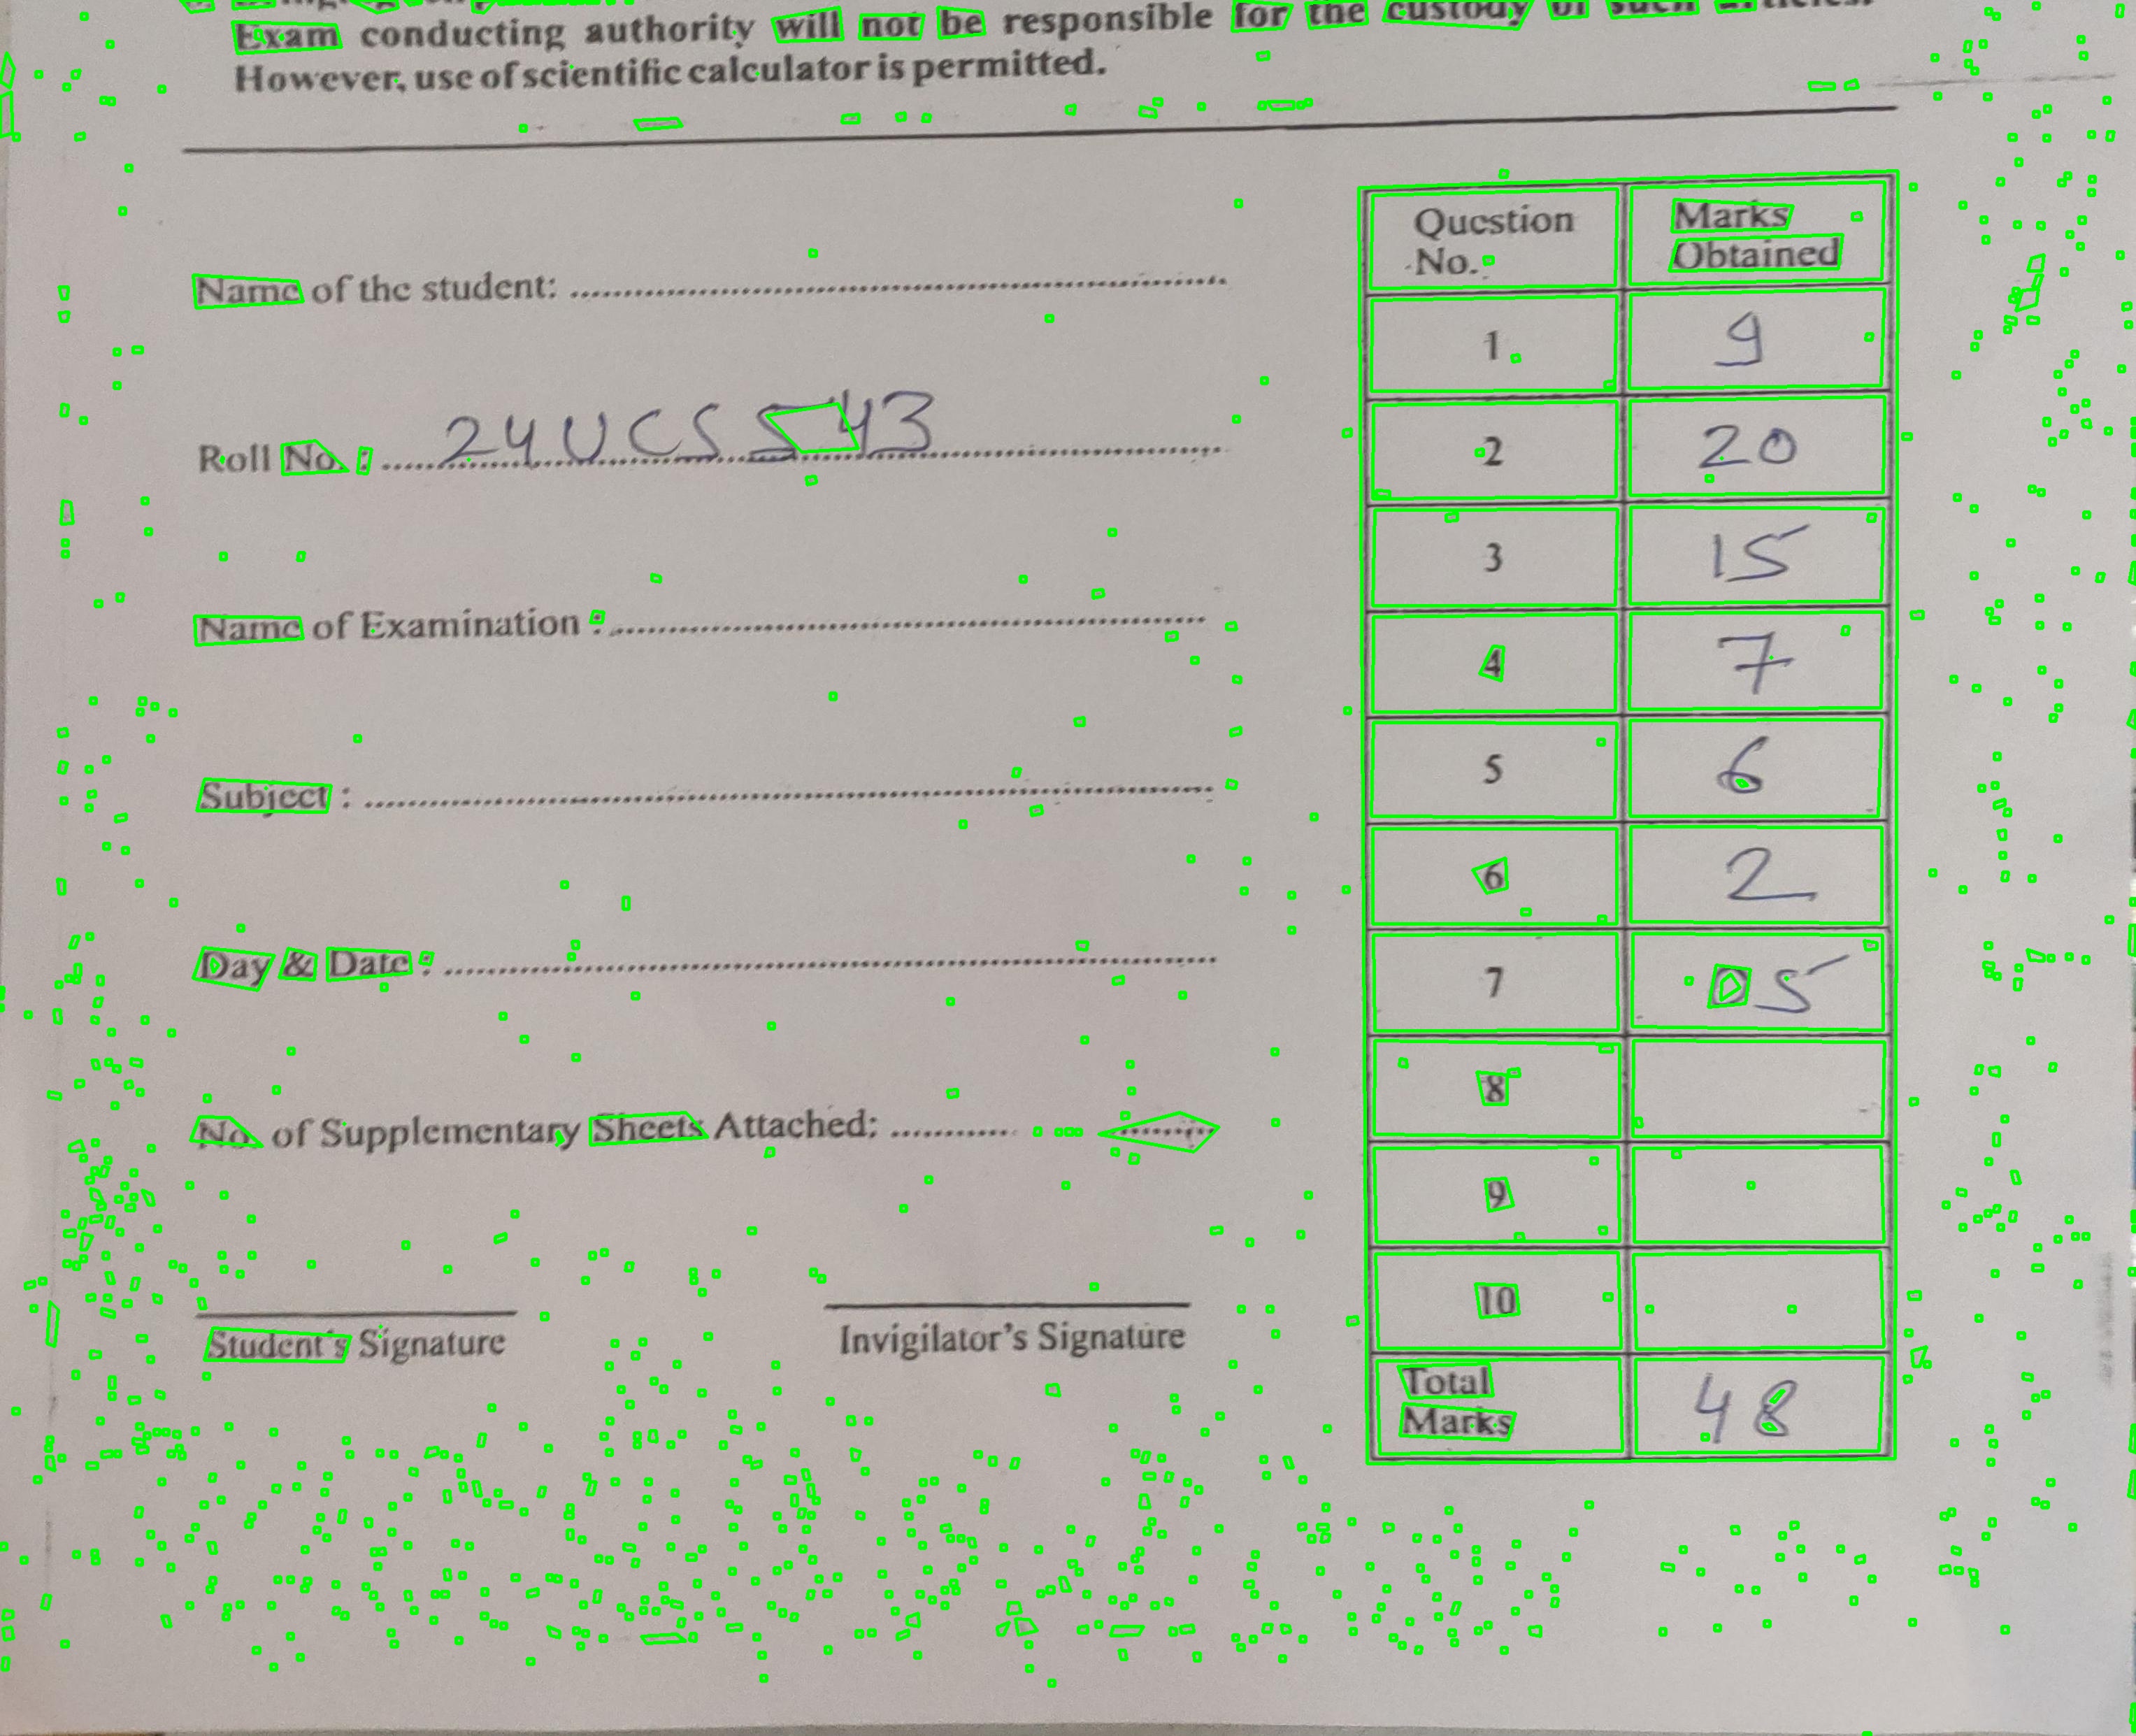 Exam conducting authority will not be responsible for the custody of such articles.
However, use of scientific calculator is permitted.
Name of the student:
Roll No. : 24UCS543
Name of Examination :
Subject :
Day & Date :
No. of Supplementary Sheets Attached:
Student's Signature
Invigilator's Signature
Question No. Marks Obtained
1 9
2 20
3 15
4 7
5 6
6 2
7 05
8
9
10
Total Marks 48